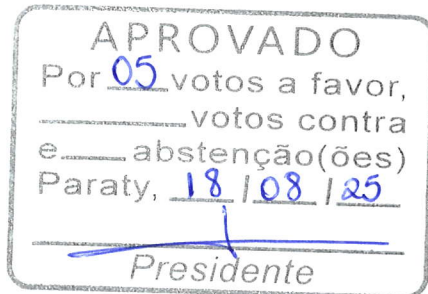 APROVADO
Por 05 votos a favor,
votos contra
e abstenção(ões)
Paraty, 18 / 08 / 25
Presidente